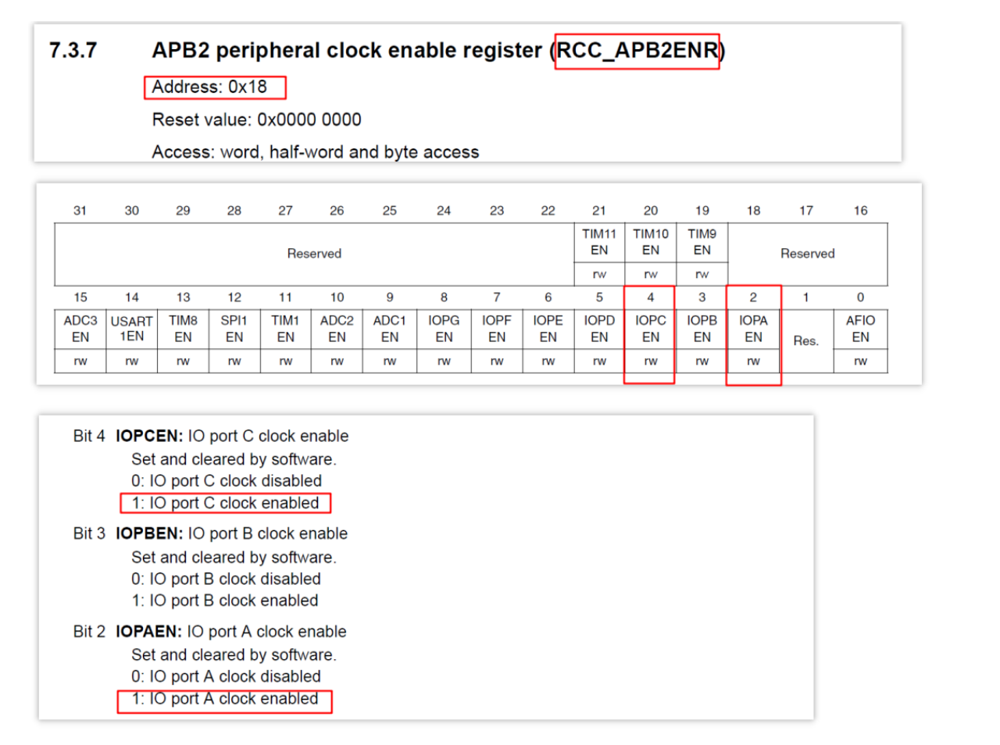 7.3.7 APB2 peripheral clock enable register (RCC_APB2ENR)
Address: 0x18
Reset value: 0x0000 0000
Access: word, half-word and byte access
31 30 29 28 27 26 25 24 23 22 21 20 19 18 17 16
Reserved TIM11 EN TIM10 EN TIM9 EN Reserved
rw rw rw
15 14 13 12 11 10 9 8 7 6 5 4 3 2 1 0
ADC3 EN USART 1EN TIM8 EN SPI1 EN TIM1 EN ADC2 EN ADC1 EN IOPG EN IOPF EN IOPE EN IOPD EN IOPC EN IOPB EN IOPA EN Res. AFIO EN
rw rw rw rw rw rw rw rw rw rw rw rw rw rw rw
Bit 4 IOPCEN: IO port C clock enable
Set and cleared by software.
0: IO port C clock disabled
1: IO port C clock enabled
Bit 3 IOPBEN: IO port B clock enable
Set and cleared by software.
0: IO port B clock disabled
1: IO port B clock enabled
Bit 2 IOPAEN: IO port A clock enable
Set and cleared by software.
0: IO port A clock disabled
1: IO port A clock enabled